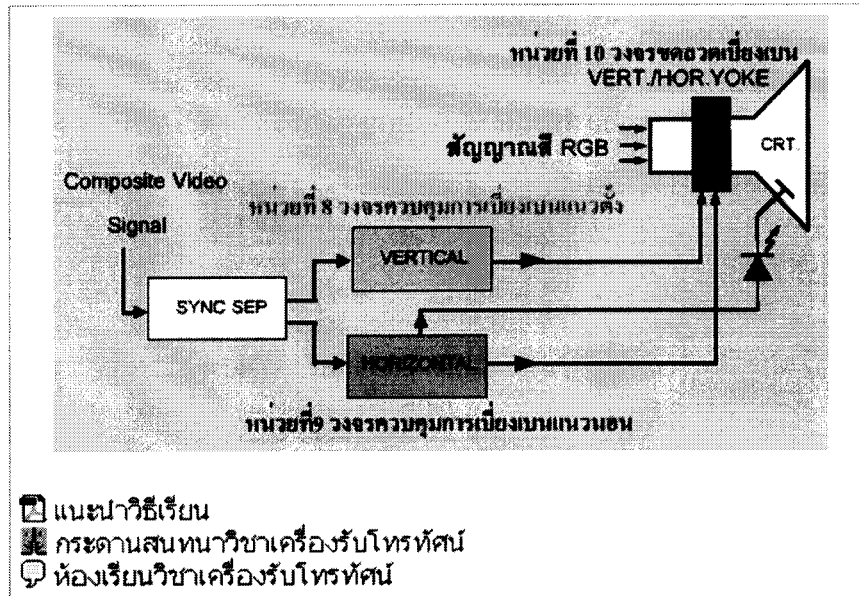 หน่วยที่ 10 วงจรขดลวดเบี่ยงเบน
VERT./HOR.YOKE
สัญญาณสี RGB
CRT.
Composite Video
Signal
หน่วยที่ 8 วงจรควบคุมการเบี่ยงเบนแนวตั้ง
VERTICAL
SYNC SEP
HORIZONTAL
หน่วยที่9 วงจรควบคุมการเบี่ยงเบนแนวนอน
แนะนำวิธีเรียน
กระดานสนทนาวิชาเครื่องรับโทรทัศน์
ห้องเรียนวิชาเครื่องรับโทรทัศน์